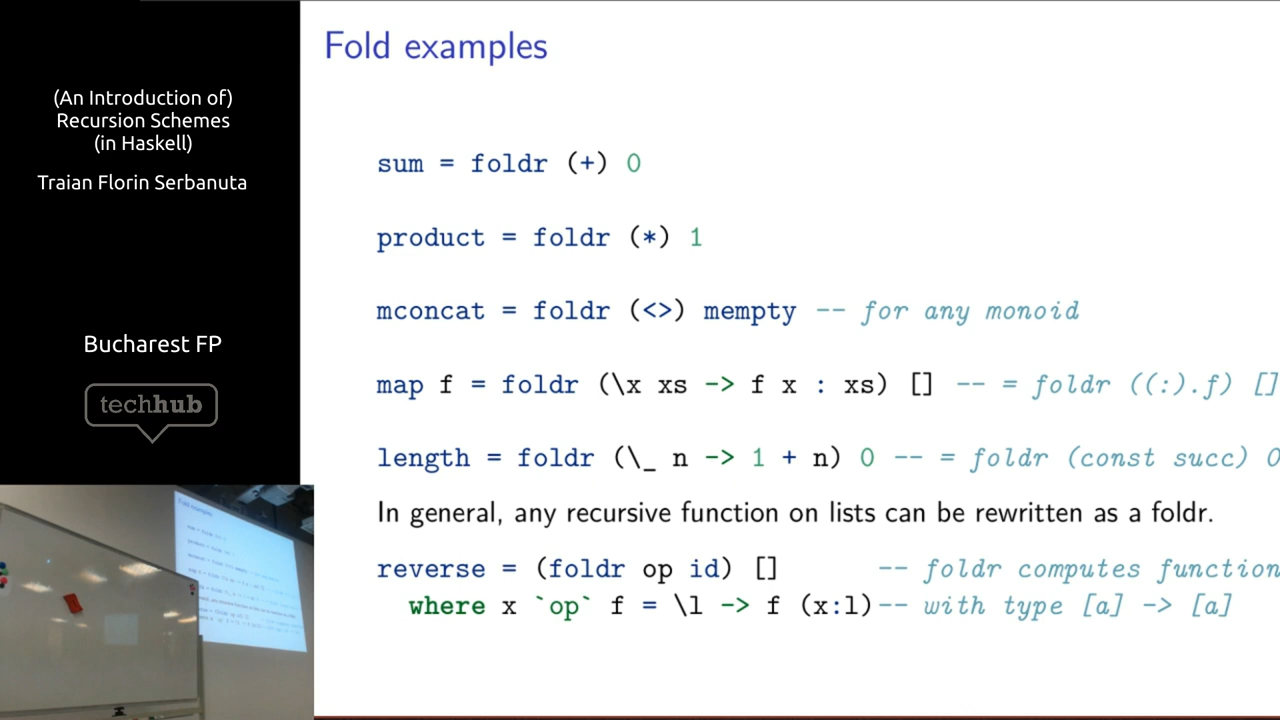 (An Introduction of)
Recursion Schemes
(in Haskell)
Traian Florin Serbanuta
Bucharest FP
techhub
Fold examples
sum = foldr (+) 0
product = foldr (*) 1
mconcat = foldr (<>) mempty -- for any monoid
map f = foldr (\x xs -> f x : xs) [] -- = foldr ((:).f) []
length = foldr (\_ n -> 1 + n) 0 -- = foldr (const succ) 0
In general, any recursive function on lists can be rewritten as a foldr.
reverse = (foldr op id) [] -- foldr computes function
where x `op` f = \l -> f (x:l) -- with type [a] -> [a]
Fold examples